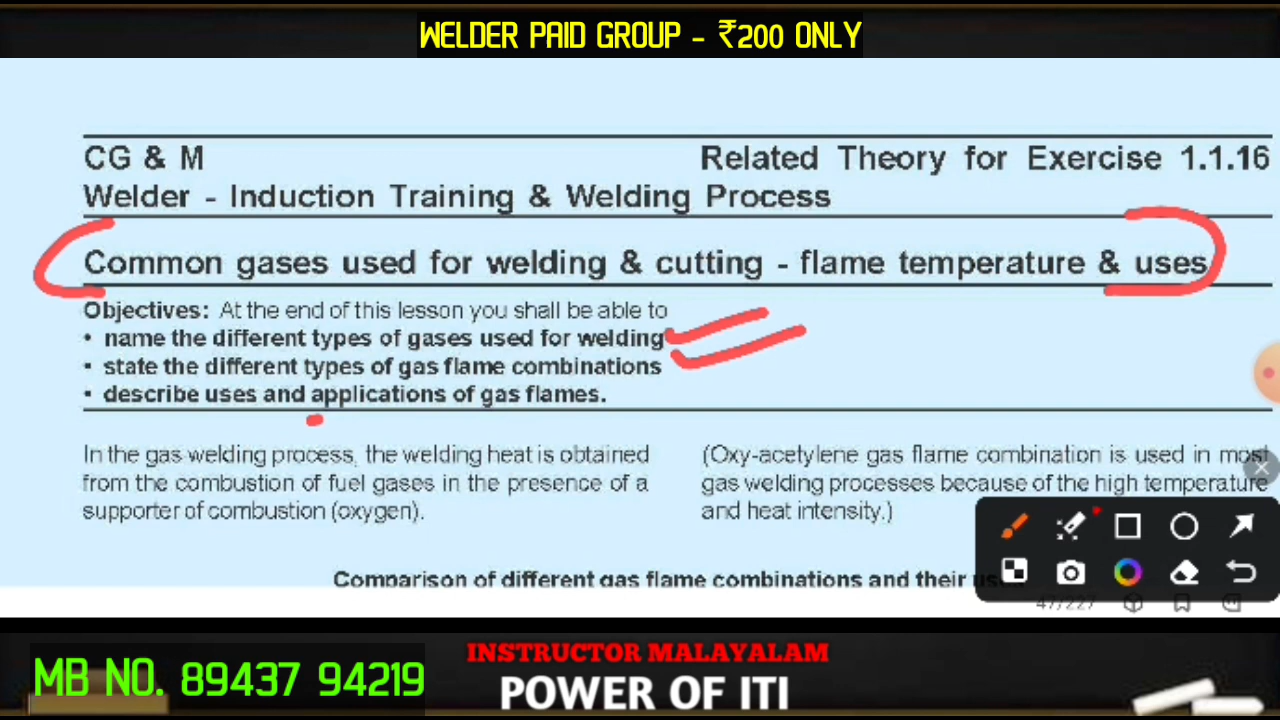 WELDER PAID GROUP - ₹200 ONLY
CG & M
Related Theory for Exercise 1.1.16
Welder - Induction Training & Welding Process
Common gases used for welding & cutting - flame temperature & uses
Objectives: At the end of this lesson you shall be able to
• name the different types of gases used for welding
• state the different types of gas flame combinations
• describe uses and applications of gas flames.
In the gas welding process, the welding heat is obtained
from the combustion of fuel gases in the presence of a
supporter of combustion (oxygen).
(Oxy-acetylene gas flame combination is used in most
gas welding processes because of the high temperature
and heat intensity.)
Comparison of different gas flame combinations and their
47/227
MB NO. 89437 94219
INSTRUCTOR MALAYALAM
POWER OF ITI